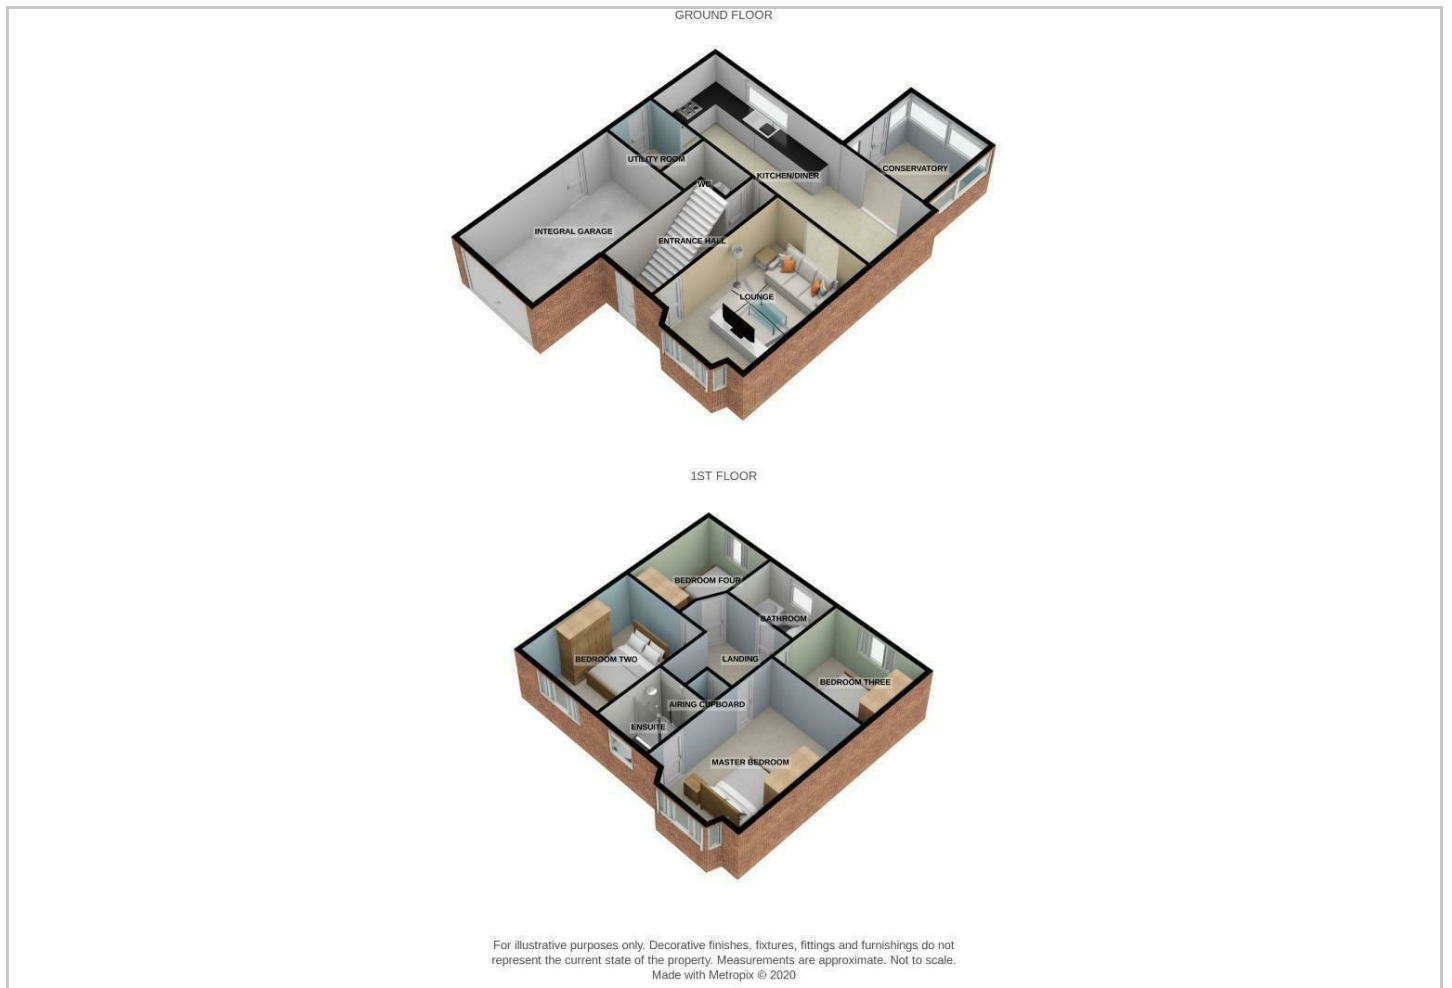 GROUND FLOOR
UTILITY ROOM
WC
KITCHEN/DINER
CONSERVATORY
INTEGRAL GARAGE
ENTRANCE HALL
LOUNGE
1ST FLOOR
BEDROOM FOUR
BATHROOM
BEDROOM TWO
LANDING
BEDROOM THREE
AIRING CUPBOARD
ENSUITE
MASTER BEDROOM
For illustrative purposes only. Decorative finishes, fixtures, fittings and furnishings do not
represent the current state of the property. Measurements are approximate. Not to scale.
Made with Metropix © 2020